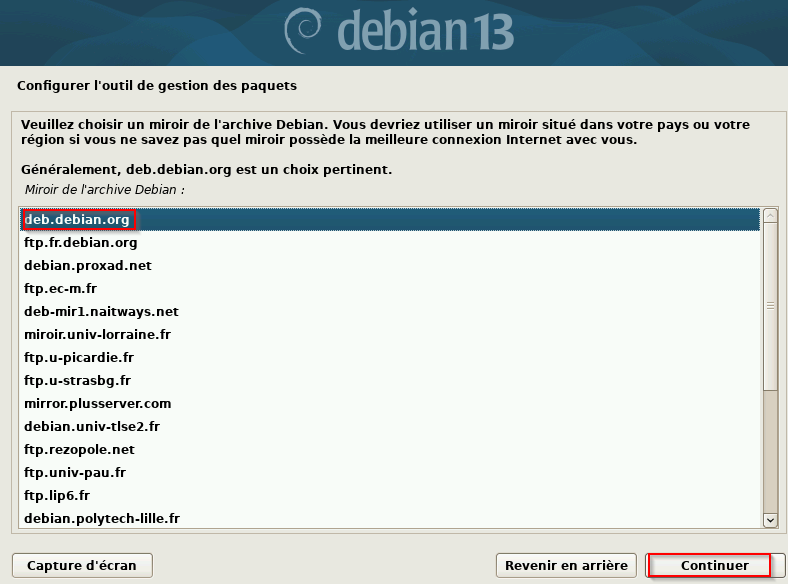 debian 13
Configurer l'outil de gestion des paquets
Veuillez choisir un miroir de l'archive Debian. Vous devriez utiliser un miroir situé dans votre pays ou votre
région si vous ne savez pas quel miroir possède la meilleure connexion Internet avec vous.
Généralement, deb.debian.org est un choix pertinent.
Miroir de l'archive Debian :
deb.debian.org
ftp.fr.debian.org
debian.proxad.net
ftp.ec-m.fr
deb-mir1.naitways.net
miroir.univ-lorraine.fr
ftp.u-picardie.fr
ftp.u-strasbg.fr
mirror.plusserver.com
debian.univ-tlse2.fr
ftp.rezopole.net
ftp.univ-pau.fr
ftp.lip6.fr
debian.polytech-lille.fr
Capture d'écran
Revenir en arrière
Continuer